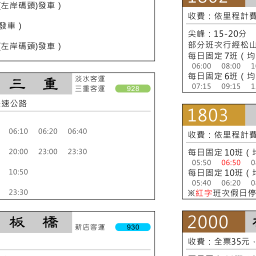 (左岸碼頭)發車)
發車)
(左岸碼頭)發車)
三 重
淡水客運
三重客運
928
速公路
06:10 06:20 06:40
20:00 23:00 23:30
10:50
23:30
板 橋
新店客運
930
收費：依里程計費
尖峰：15-20分
部分班次行經松山
每日固定7班（均
06:00 08:00
每日固定6班（均
07:15 09:15
1803
收費：依里程計費
每日固定10班（均
05:50 06:50
每日固定10班（均
05:40 06:20
※紅字班次假日停
2000
收費：全票35元、